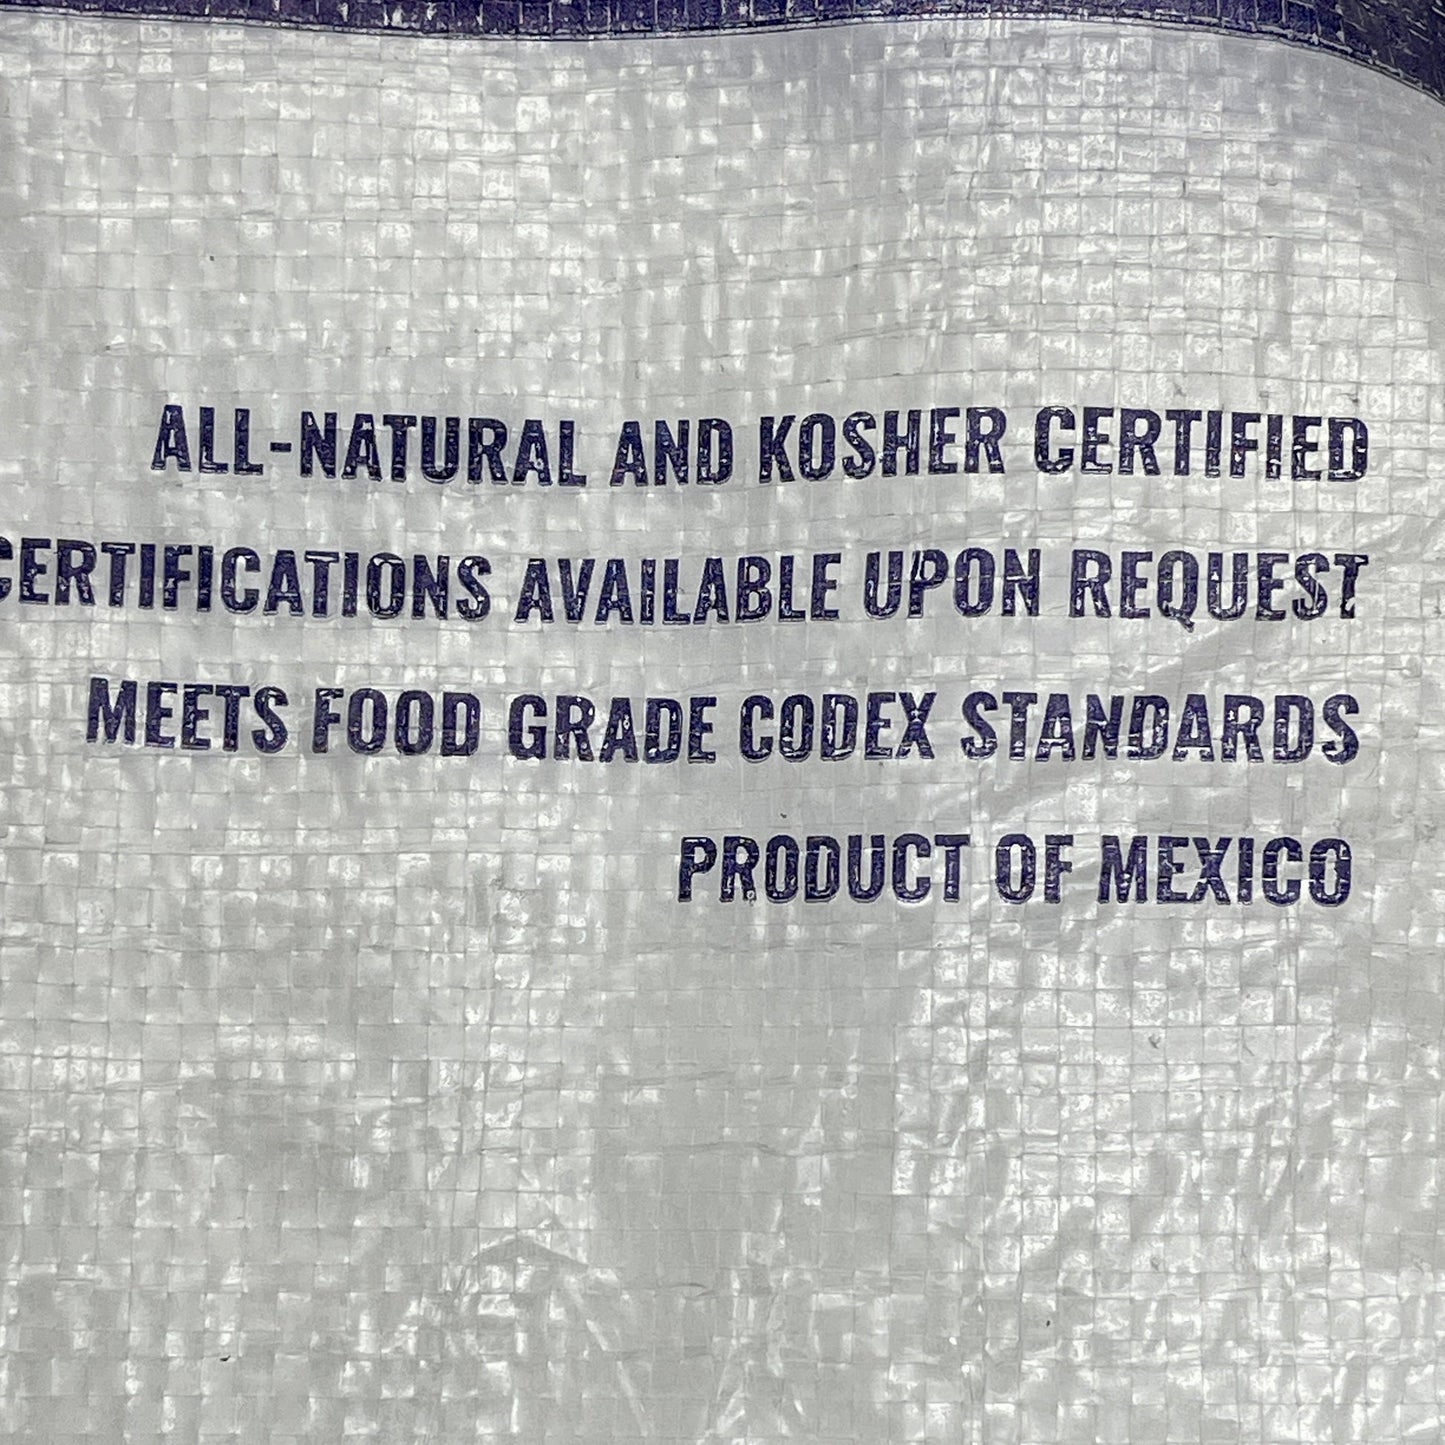 ALL-NATURAL AND KOSHER CERTIFIED
CERTIFICATIONS AVAILABLE UPON REQUEST
MEETS FOOD GRADE CODEX STANDARDS
PRODUCT OF MEXICO